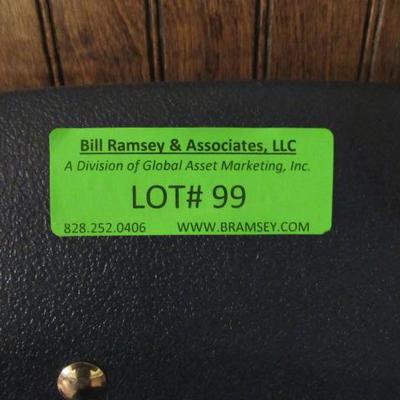 Bill Ramsey & Associates, LLC
A Division of Global Asset Marketing, Inc.
LOT# 99
828.252.0406 WWW.BRAMSEY.COM